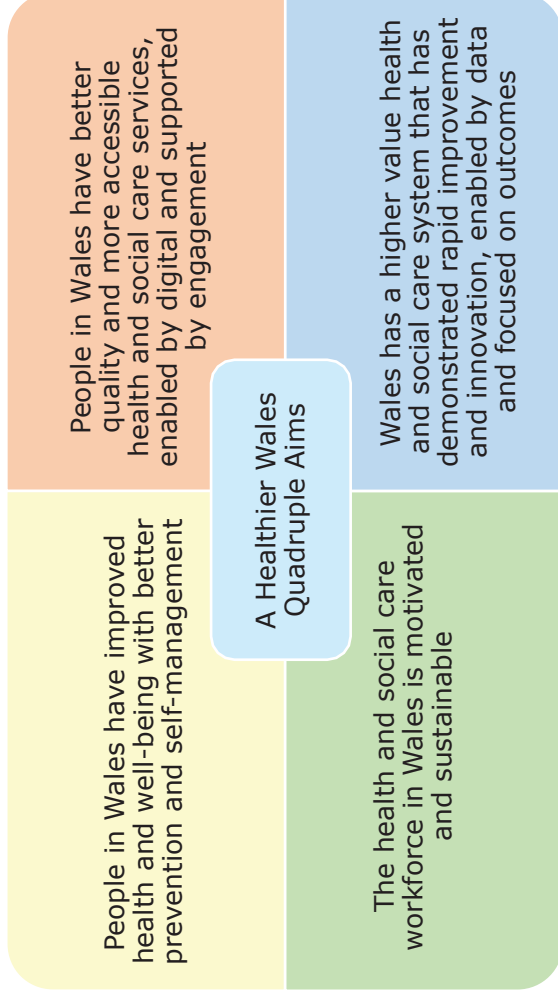 People in Wales have improved
health and well-being with better
prevention and self-management
People in Wales have better
quality and more accessible
health and social care services,
enabled by digital and supported
by engagement
A Healthier Wales
Quadruple Aims
The health and social care
workforce in Wales is motivated
and sustainable
Wales has a higher value health
and social care system that has
demonstrated rapid improvement
and innovation, enabled by data
and focused on outcomes